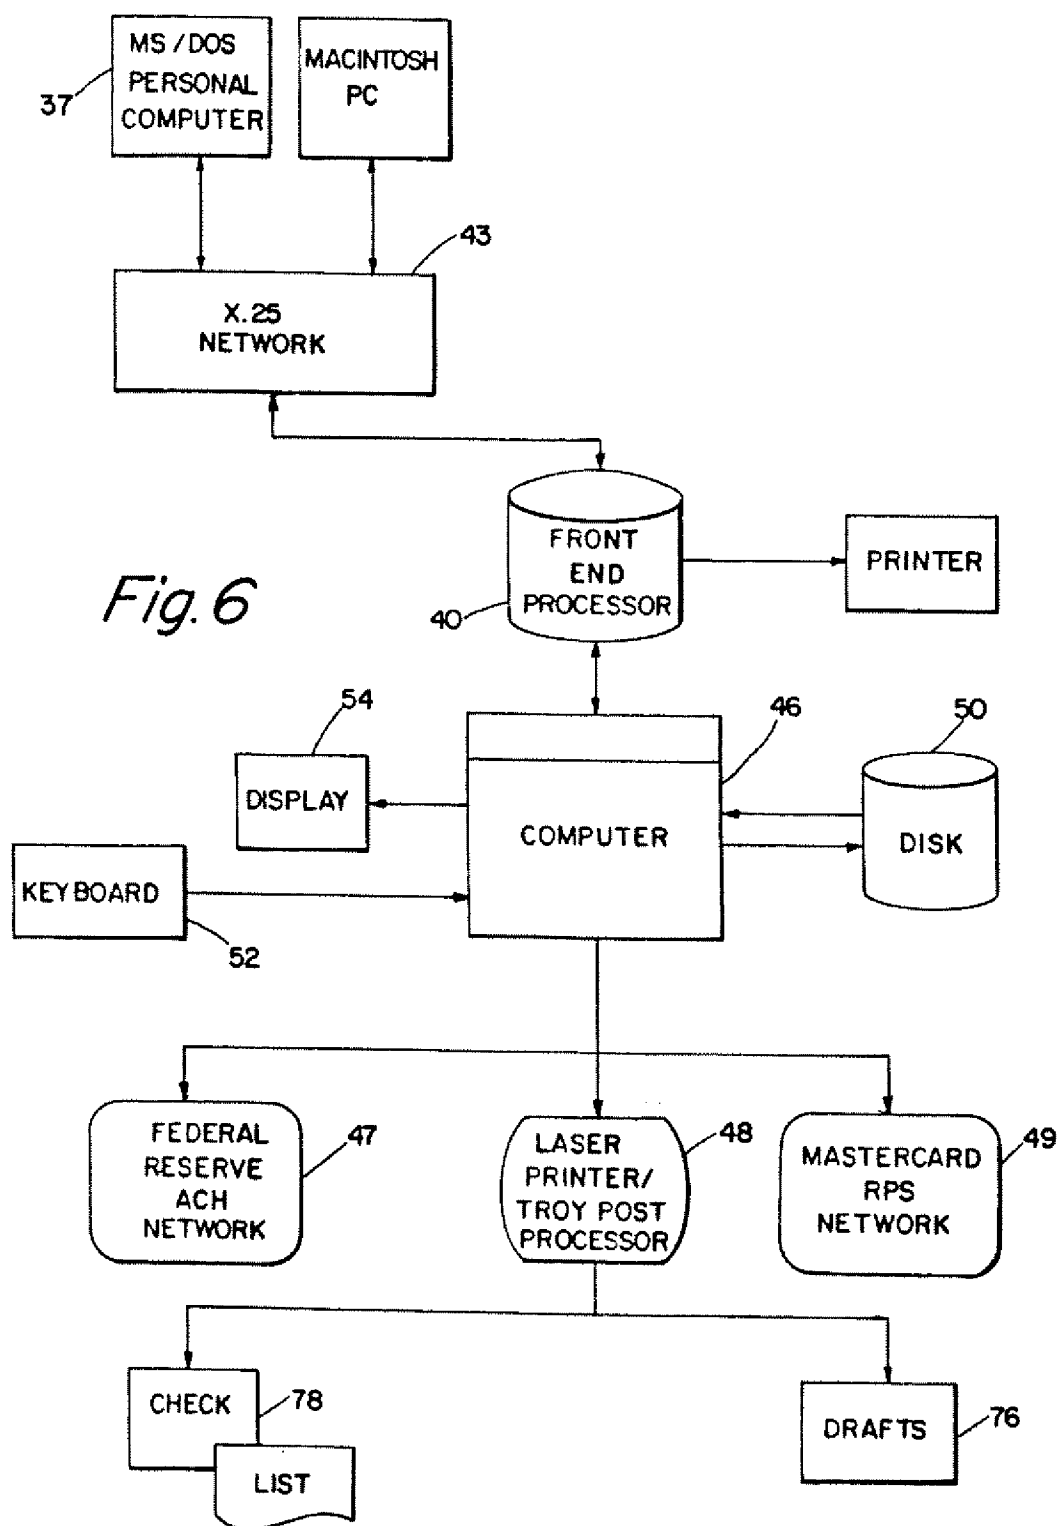 MS/DOS
PERSONAL
COMPUTER
37
MACINTOSH
PC
43
X.25
NETWORK
FRONT
END
PROCESSOR
40
PRINTER
Fig. 6
54
46
50
DISPLAY
COMPUTER
DISK
KEYBOARD
52
FEDERAL
RESERVE
ACH
NETWORK
47
LASER
PRINTER/
TROY POST
PROCESSOR
48
MASTERCARD
RPS
NETWORK
49
CHECK
78
LIST
DRAFTS
76